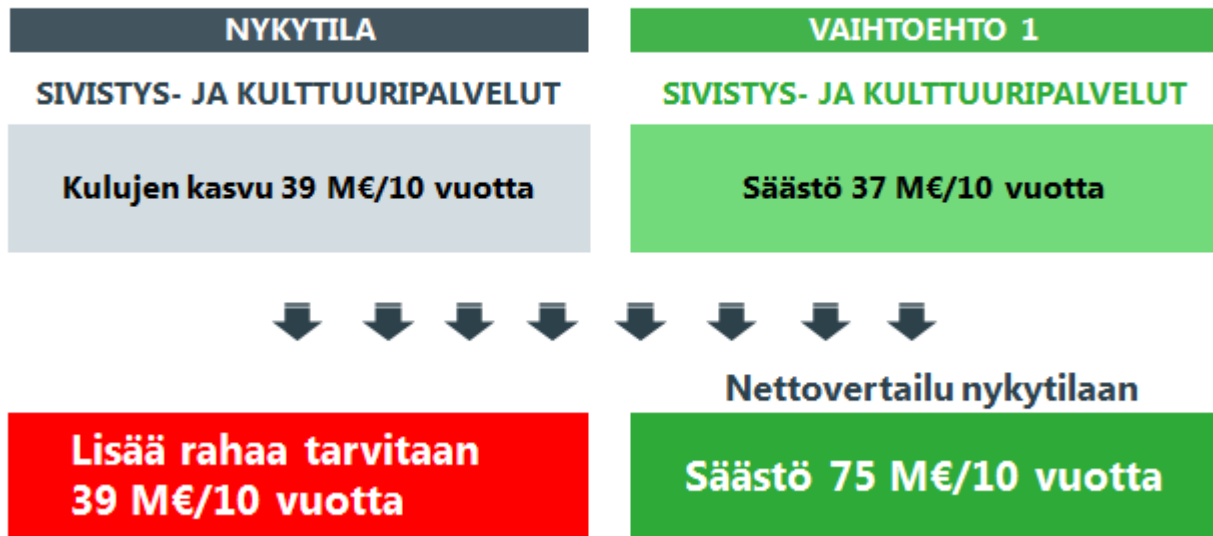 NYKYTILA
VAIHTOEHTO 1
SIVISTYS- JA KULTTUURIPALVELUT
SIVISTYS- JA KULTTUURIPALVELUT
Kulujen kasvu 39 M€/10 vuotta
Säästö 37 M€/10 vuotta
Nettovertailu nykytilaan
Lisää rahaa tarvitaan
39 M€/10 vuotta
Säästö 75 M€/10 vuotta